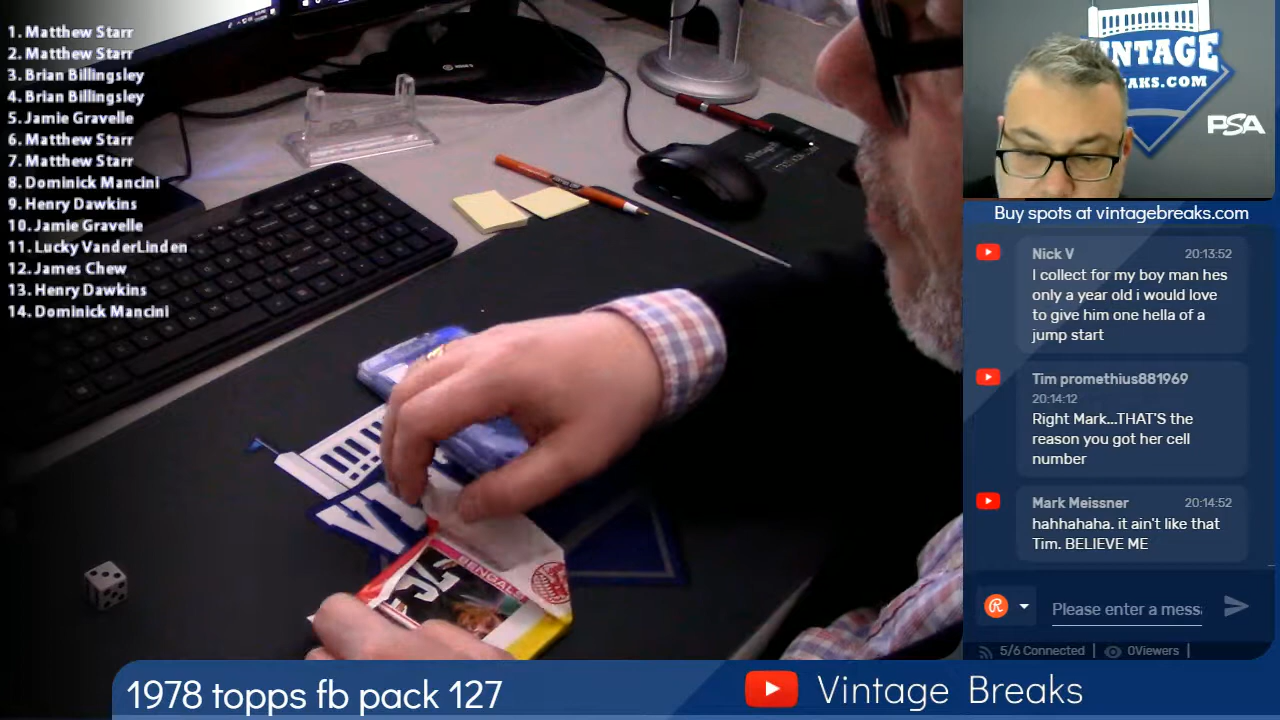 1. Matthew Starr
2. Matthew Starr
3. Brian Billingsley
4. Brian Billingsley
5. Jamie Gravelle
6. Matthew Starr
7. Matthew Starr
8. Dominick Mancini
9. Henry Dawkins
10. Jamie Gravelle
11. Lucky VanderLinden
12. James Chew
13. Henry Dawkins
14. Dominick Mancini
BENGALS
VINTAGE
PSA
Buy spots at vintagebreaks.com
Nick V 20:13:52
I collect for my boy man hes
only a year old i would love
to give him one hella of a
jump start
Tim promethius881969
20:14:12
Right Mark...THAT'S the
reason you got her cell
number
Mark Meissner 20:14:52
hahhahaha. it ain't like that
Tim. BELIEVE ME
Please enter a messa
5/6 Connected | 0Viewers |
1978 topps fb pack 127
Vintage Breaks